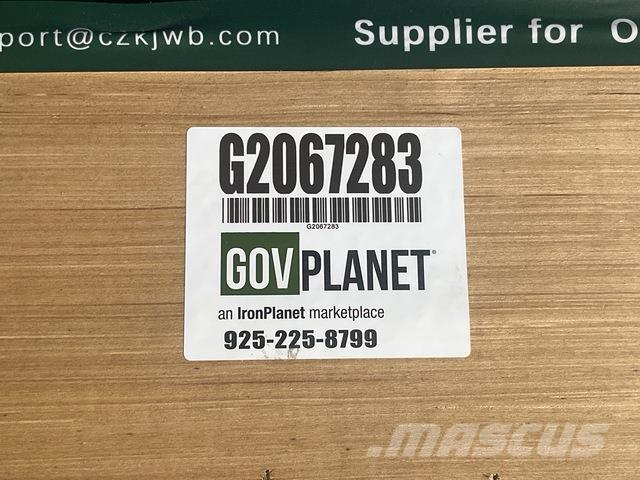 port@czkjwb.com Supplier for O
G2067283
G2067283
GOVPLANET®
an IronPlanet marketplace
925-225-8799
mascus